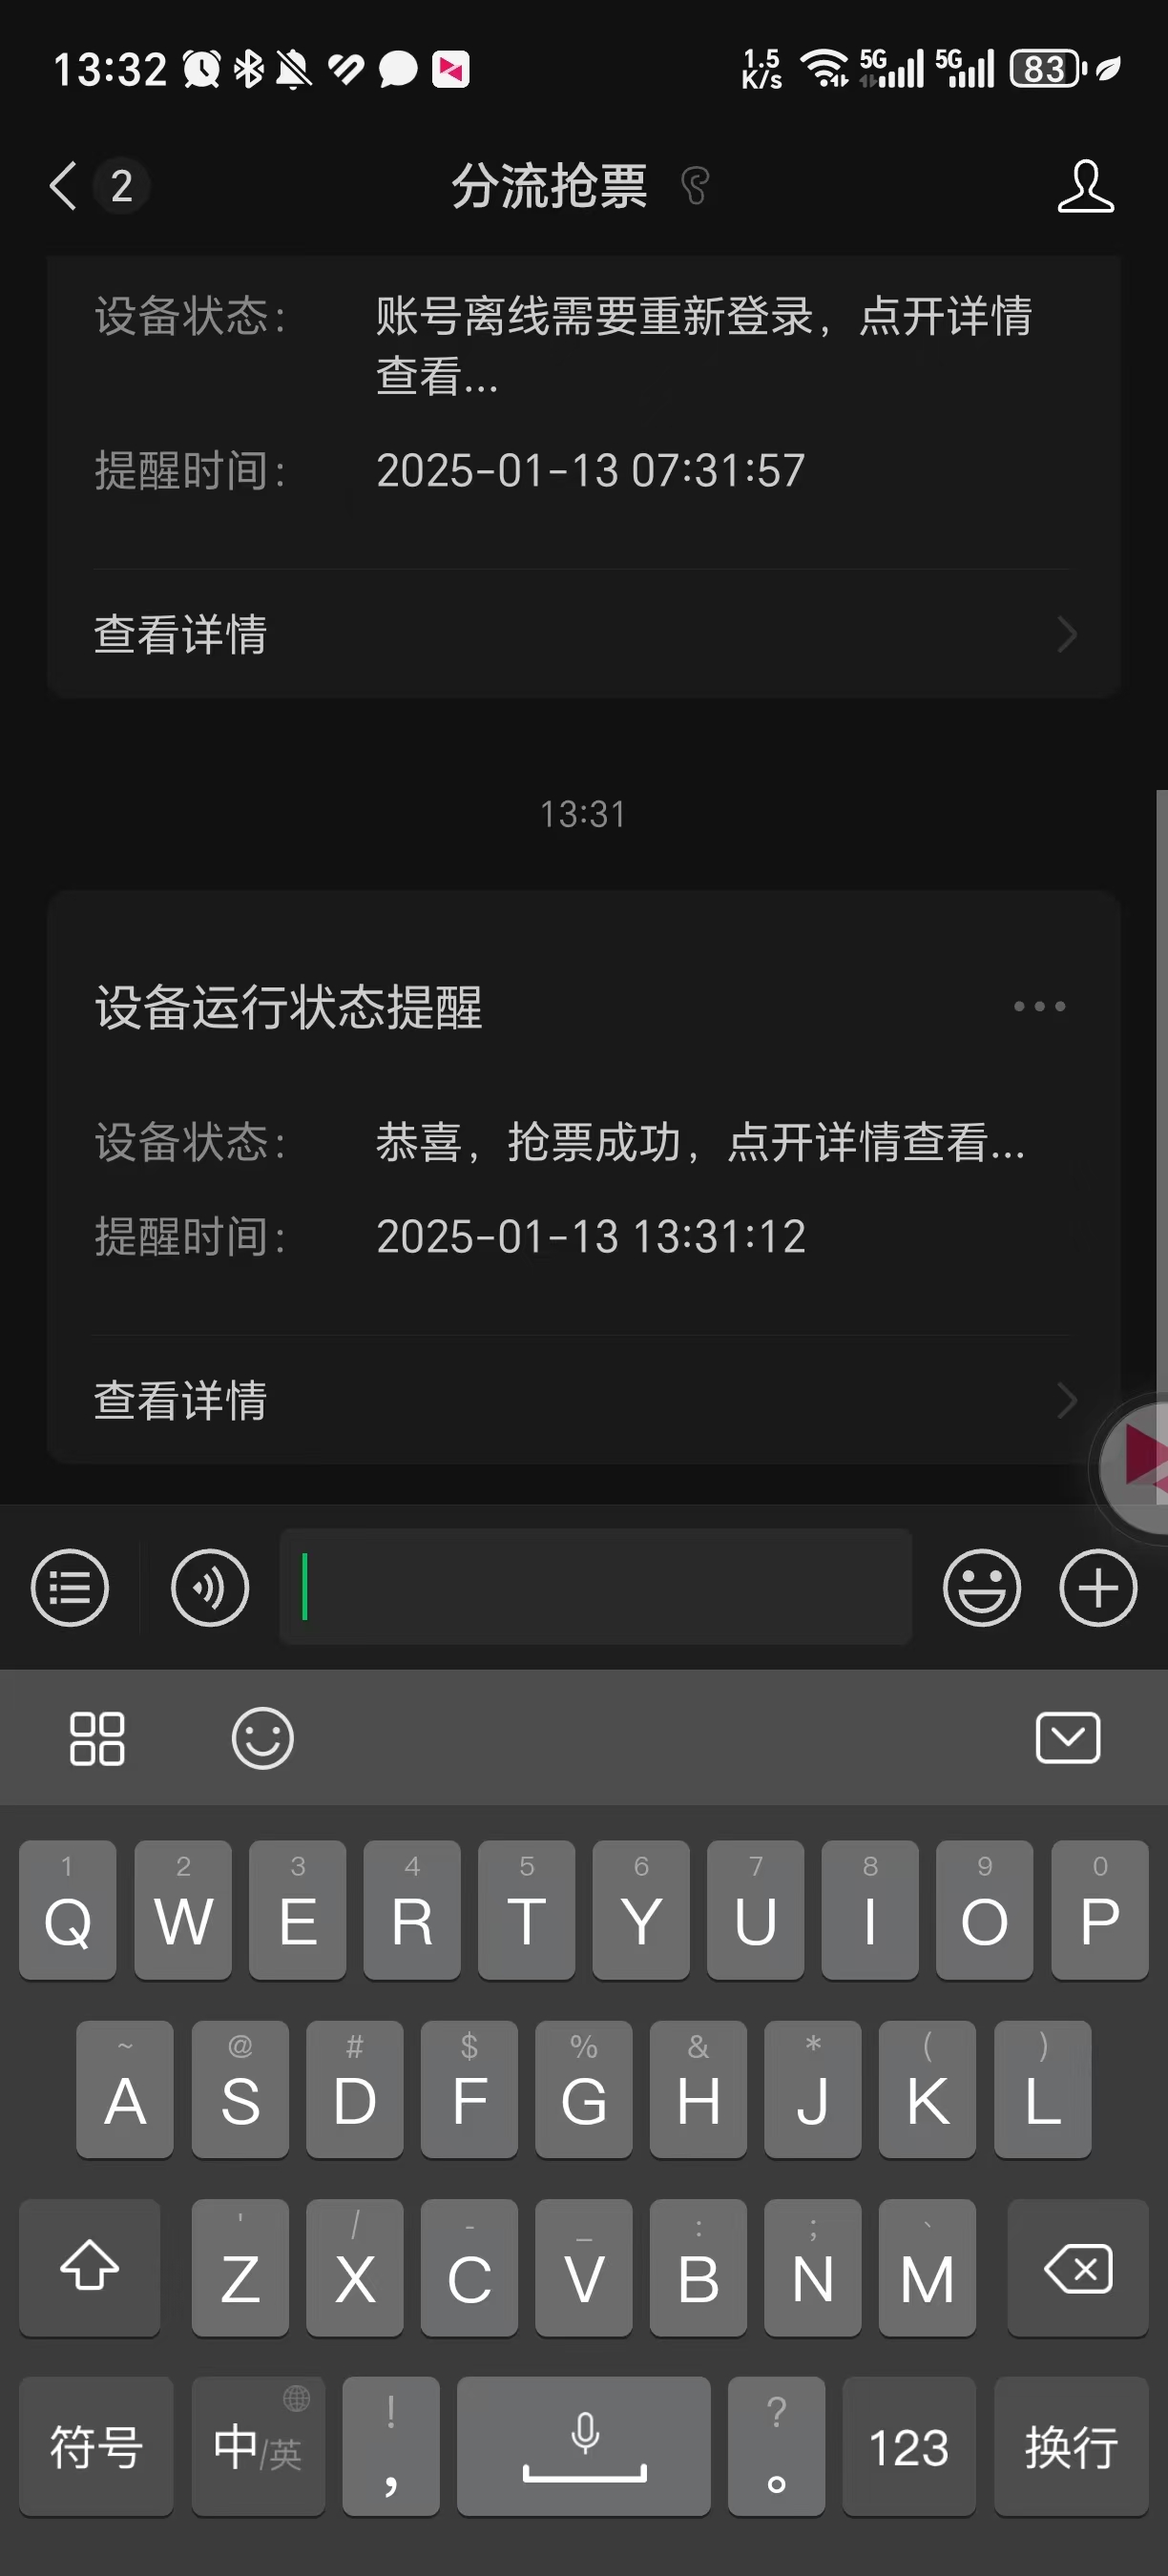 13:32 1.5 K/s 5G 5G 83
2 分流抢票
设备状态： 账号离线需要重新登录，点开详情
查看...
提醒时间： 2025-01-13 07:31:57
查看详情
13:31
设备运行状态提醒
设备状态： 恭喜，抢票成功，点开详情查看...
提醒时间： 2025-01-13 13:31:12
查看详情
1 2 3 4 5 6 7 8 9 0
Q W E R T Y U I O P
~ @ # $ % & * ( )
A S D F G H J K L
' / - _ : ; 、
Z X C V B N M
! ?
符号 中/英 ， 。 123 换行